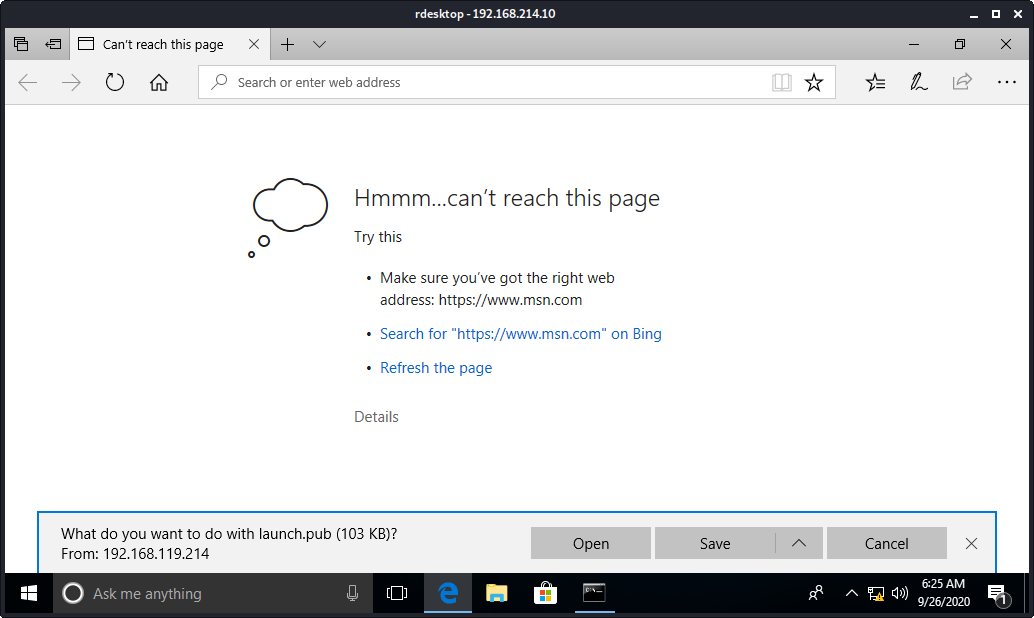 rdesktop - 192.168.214.10
Can't reach this page
Search or enter web address
Hmmm...can't reach this page
Try this
• Make sure you've got the right web
address: https://www.msn.com
• Search for "https://www.msn.com" on Bing
• Refresh the page
Details
What do you want to do with launch.pub (103 KB)?
From: 192.168.119.214
Open
Save
Cancel
Ask me anything
6:25 AM
9/26/2020
1